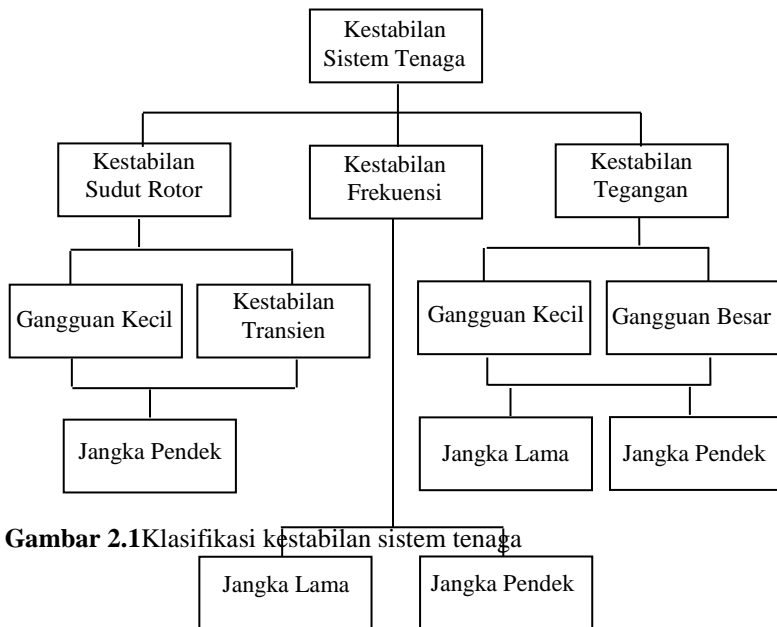 Kestabilan
Sistem Tenaga
Kestabilan
Sudut Rotor
Kestabilan
Frekuensi
Kestabilan
Tegangan
Gangguan Kecil
Kestabilan
Transien
Gangguan Kecil
Gangguan Besar
Jangka Pendek
Jangka Lama
Jangka Pendek
Gambar 2.1Klasifikasi kestabilan sistem tenaga
Jangka Lama
Jangka Pendek